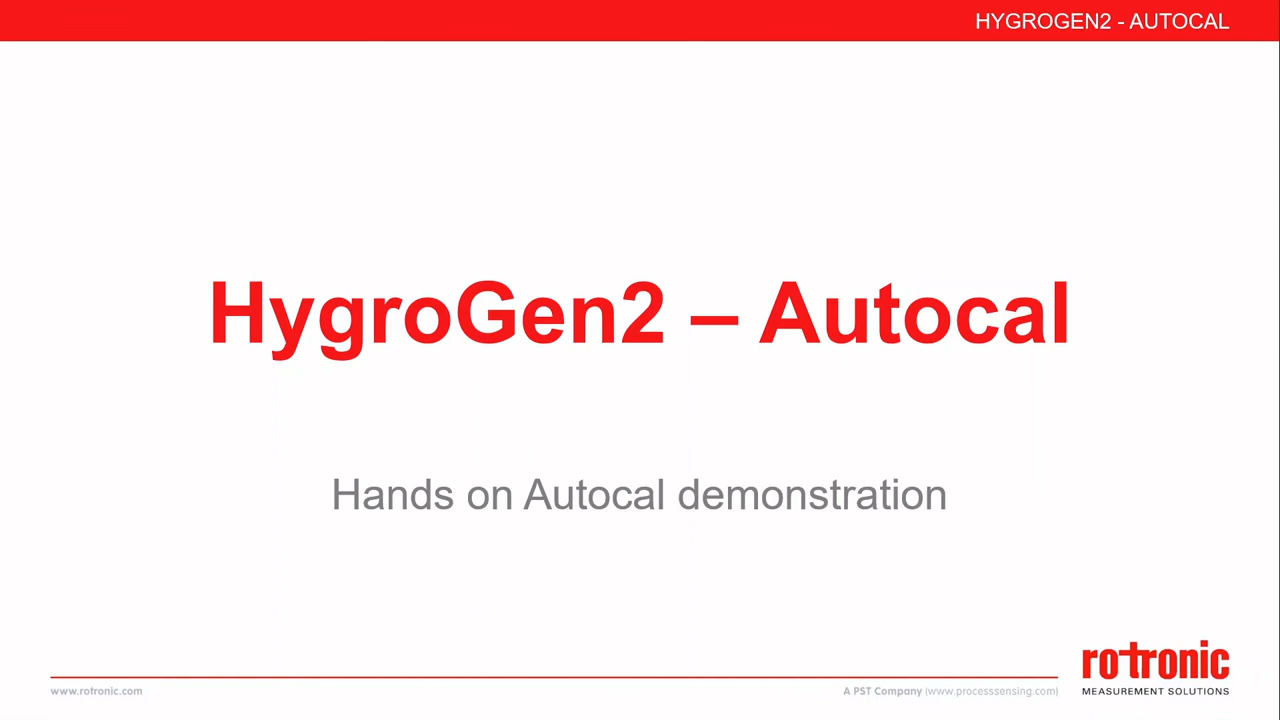 HYGROGEN2 - AUTOCAL
HygroGen2 – Autocal
Hands on Autocal demonstration
rotronic
MEASUREMENT SOLUTIONS
www.rotronic.com
A PST Company (www.processsensing.com)